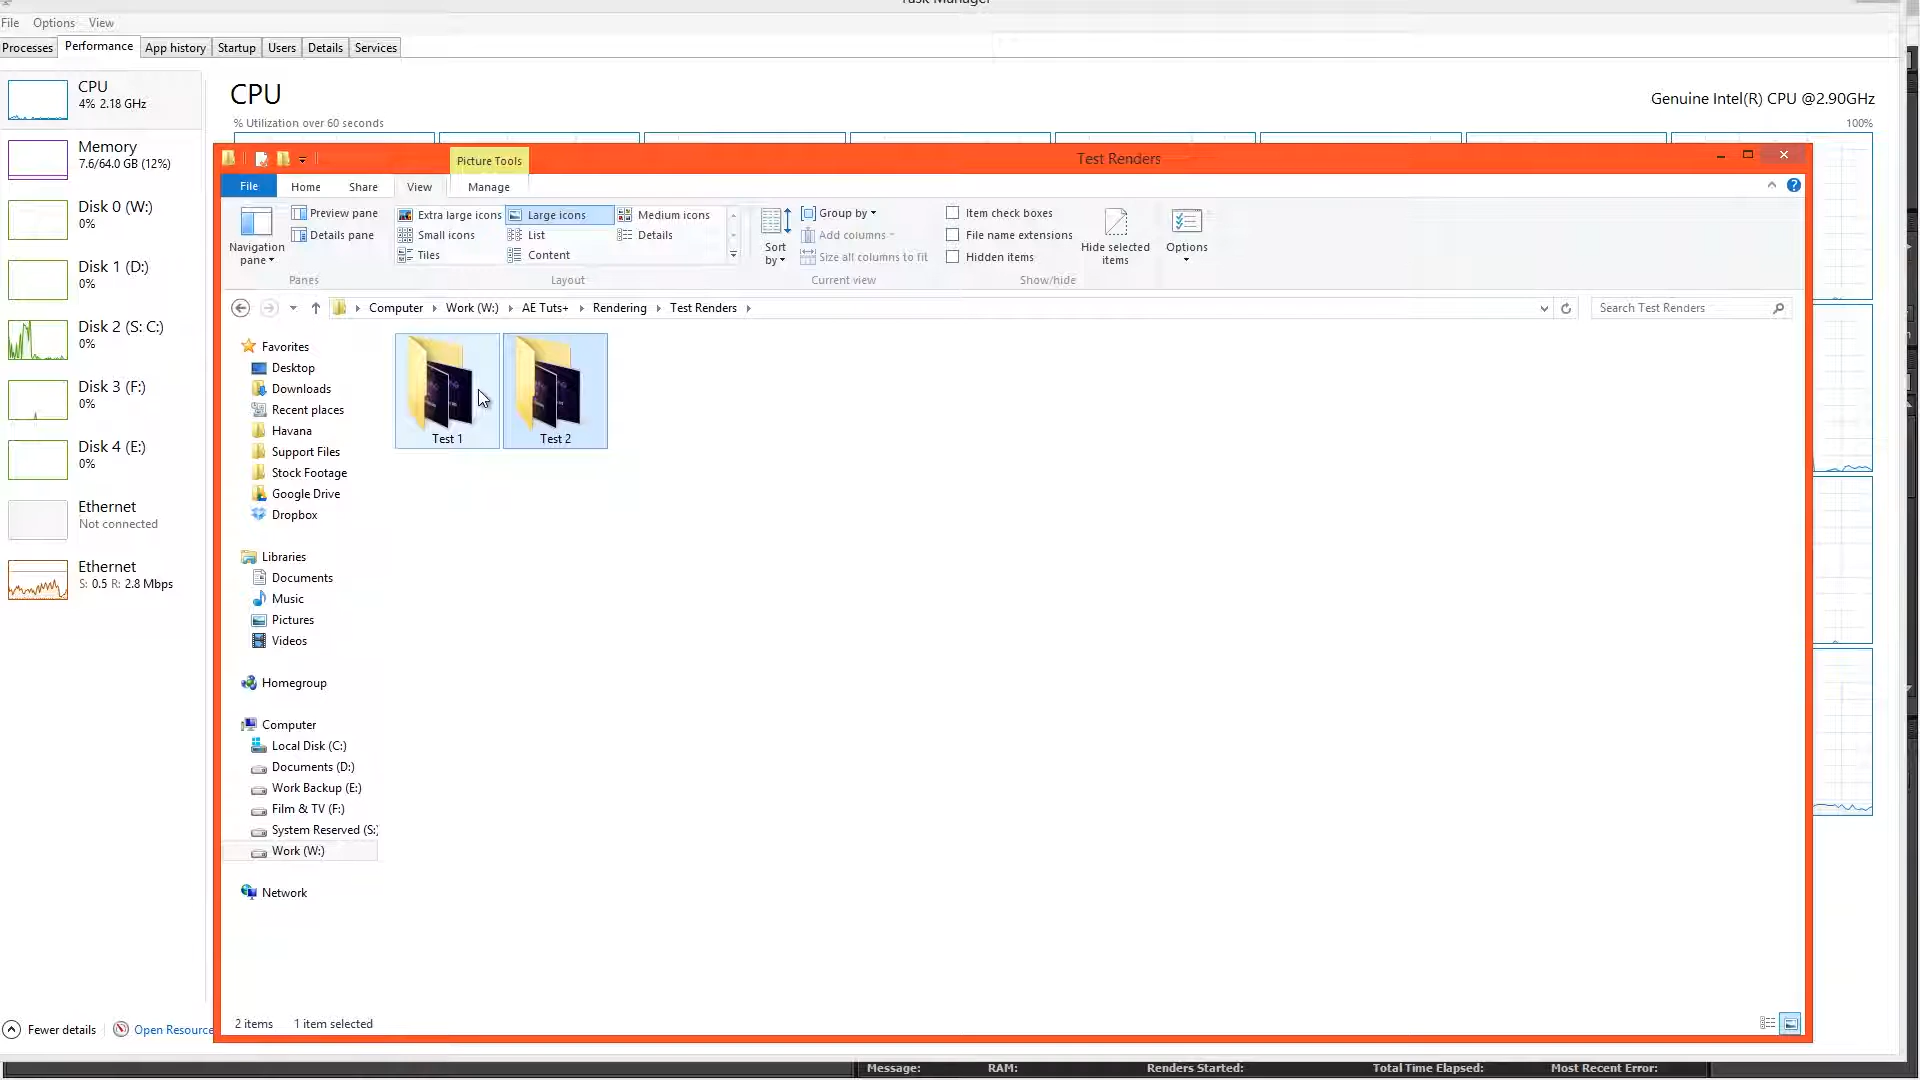 Task Manager
File Options View
Processes Performance App history Startup Users Details Services
CPU
4% 2.18 GHz
Memory
7.6/64.0 GB (12%)
Disk 0 (W:)
0%
Disk 1 (D:)
0%
Disk 2 (S: C:)
0%
Disk 3 (F:)
0%
Disk 4 (E:)
0%
Ethernet
Not connected
Ethernet
S: 0.5 R: 2.8 Mbps
Fewer details Open Resource
CPU Genuine Intel(R) CPU @2.90GHz
% Utilization over 60 seconds 100%
Picture Tools Test Renders
File Home Share View Manage
Navigation pane
Preview pane
Details pane
Panes
Extra large icons Large icons Medium icons
Small icons List Details
Tiles Content
Layout
Sort by
Group by
Add columns
Size all columns to fit
Current view
Item check boxes
File name extensions
Hidden items
Hide selected items
Show/hide
Options
Computer Work (W:) AE Tuts+ Rendering Test Renders Search Test Renders
Favorites
Desktop
Downloads
Recent places
Havana
Support Files
Stock Footage
Google Drive
Dropbox
Libraries
Documents
Music
Pictures
Videos
Homegroup
Computer
Local Disk (C:)
Documents (D:)
Work Backup (E:)
Film & TV (F:)
System Reserved (S:)
Work (W:)
Network
Test 1 Test 2
2 items 1 item selected
Message: RAM: Renders Started: Total Time Elapsed: Most Recent Error: